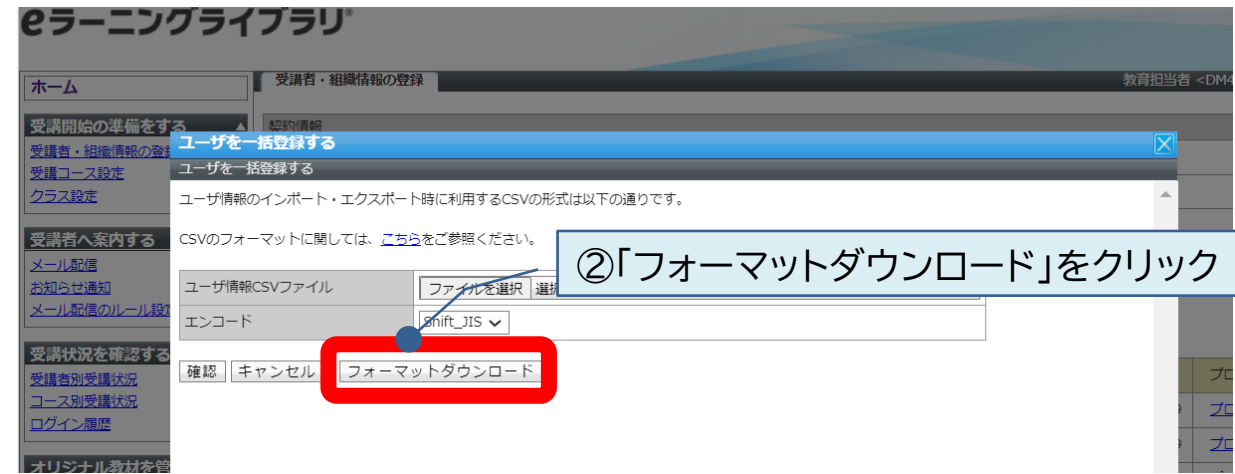 eラーニングライブラリ®
ホーム
受講者・組織情報の登録
教育担当者 <DM4
受講開始の準備をする ▲
契約情報
受講者・組織情報の登
受講コース設定
クラス設定
ユーザを一括登録する
ユーザを一括登録する
ユーザ情報のインポート・エクスポート時に利用するCSVの形式は以下の通りです。
受講者へ案内する
CSVのフォーマットに関しては、こちらをご参照ください。
②「フォーマットダウンロード」をクリック
メール配信
お知らせ通知
メール配信のルール設
ユーザ情報CSVファイル
ファイルを選択 選択
エンコード
Shift_JIS
受講状況を確認する
受講者別受講状況
コース別受講状況
ログイン履歴
確認 キャンセル フォーマットダウンロード
プロ
プロ
プロ
オリジナル教材を管